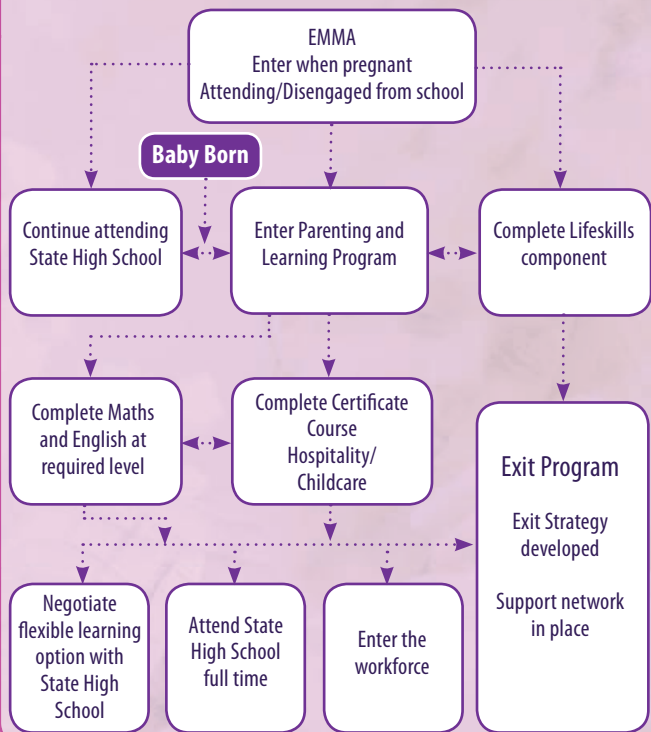 EMMA
Enter when pregnant
Attending/Disengaged from school
Baby Born
Continue attending
State High School
Enter Parenting and
Learning Program
Complete Lifeskills
component
Complete Maths
and English at
required level
Complete Certificate
Course
Hospitality/
Childcare
Exit Program
Exit Strategy
developed
Support network
in place
Negotiate
flexible learning
option with
State High
School
Attend State
High School
full time
Enter the
workforce